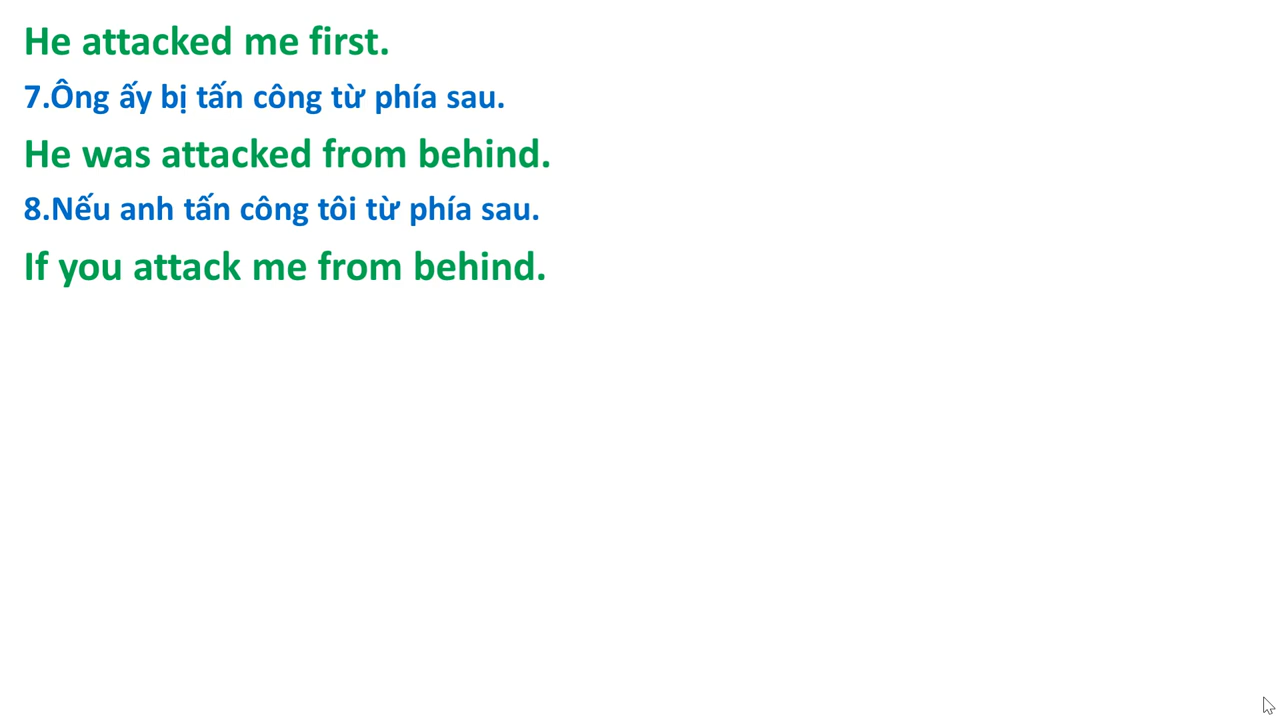 He attacked me first.
7.Ông ấy bị tấn công từ phía sau.
He was attacked from behind.
8.Nếu anh tấn công tôi từ phía sau.
If you attack me from behind.